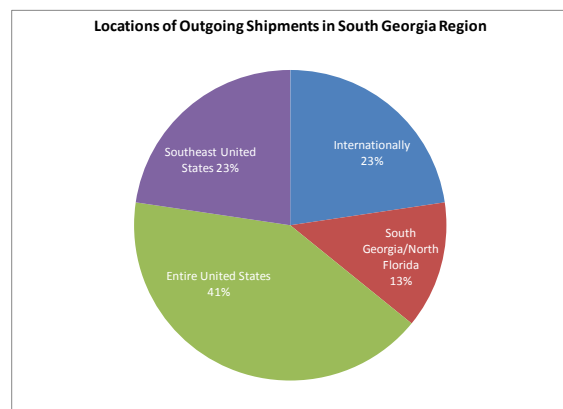 Locations of Outgoing Shipments in South Georgia Region
Internationally
23%
South
Georgia/North
Florida
13%
Entire United States
41%
Southeast United
States 23%